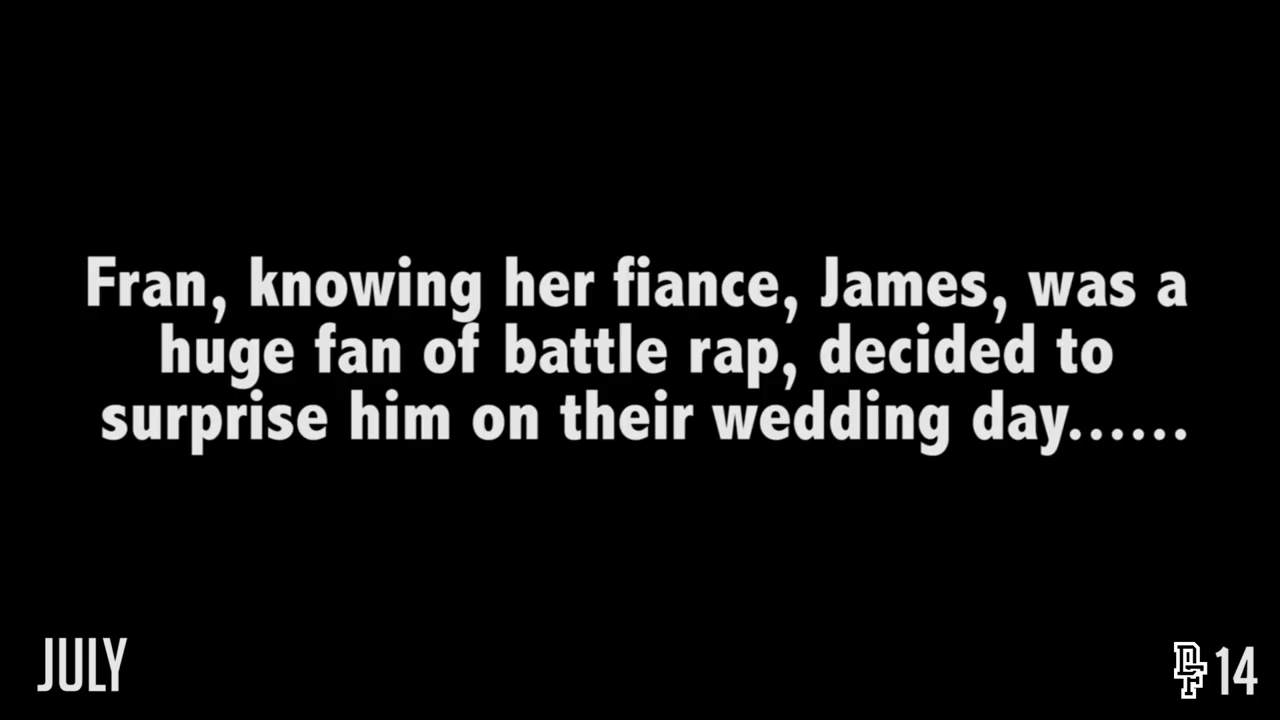 Fran, knowing her fiance, James, was a
huge fan of battle rap, decided to
surprise him on their wedding day......
JULY
DF 14